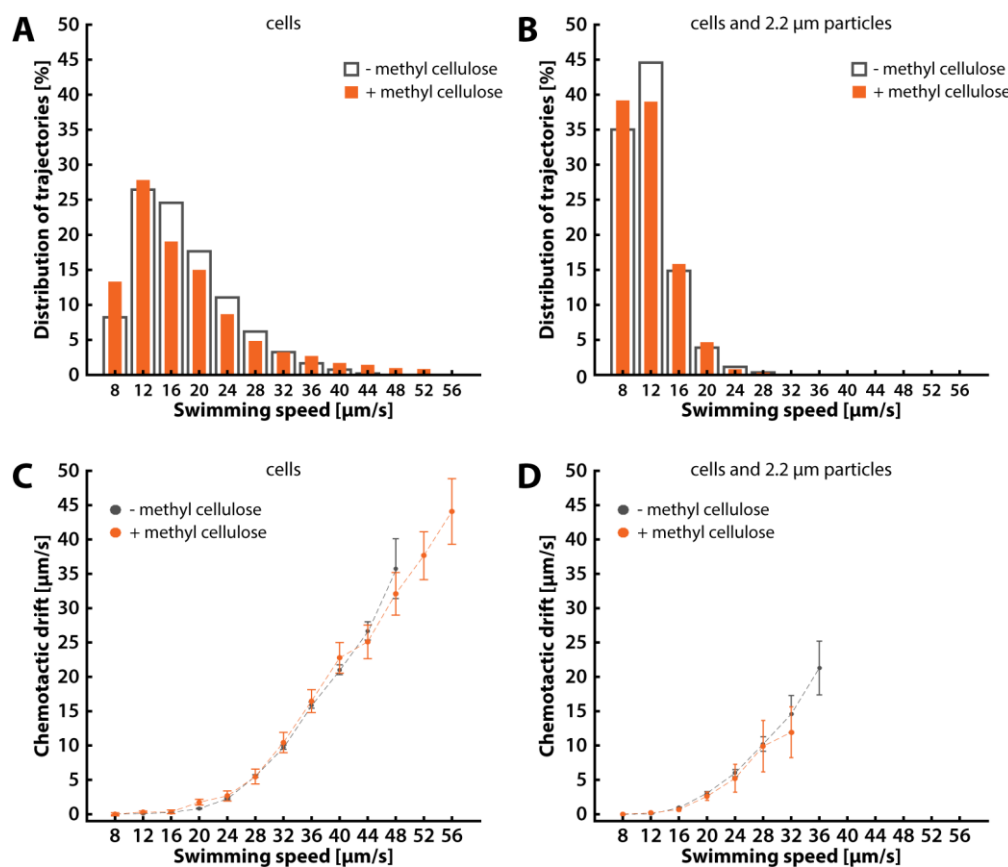 A
cells
50
45
40
35
30
25
20
15
10
5
0
Distribution of trajectories [%]
- methyl cellulose
+ methyl cellulose
8 12 16 20 24 28 32 36 40 44 48 52 56
Swimming speed [µm/s]
B
cells and 2.2 µm particles
50
45
40
35
30
25
20
15
10
5
0
Distribution of trajectories [%]
- methyl cellulose
+ methyl cellulose
8 12 16 20 24 28 32 36 40 44 48 52 56
Swimming speed [µm/s]
C
cells
50
45
40
35
30
25
20
15
10
5
0
Chemotactic drift [µm/s]
- methyl cellulose
+ methyl cellulose
8 12 16 20 24 28 32 36 40 44 48 52 56
Swimming speed [µm/s]
D
cells and 2.2 µm particles
50
45
40
35
30
25
20
15
10
5
0
Chemotactic drift [µm/s]
- methyl cellulose
+ methyl cellulose
8 12 16 20 24 28 32 36 40 44 48 52 56
Swimming speed [µm/s]